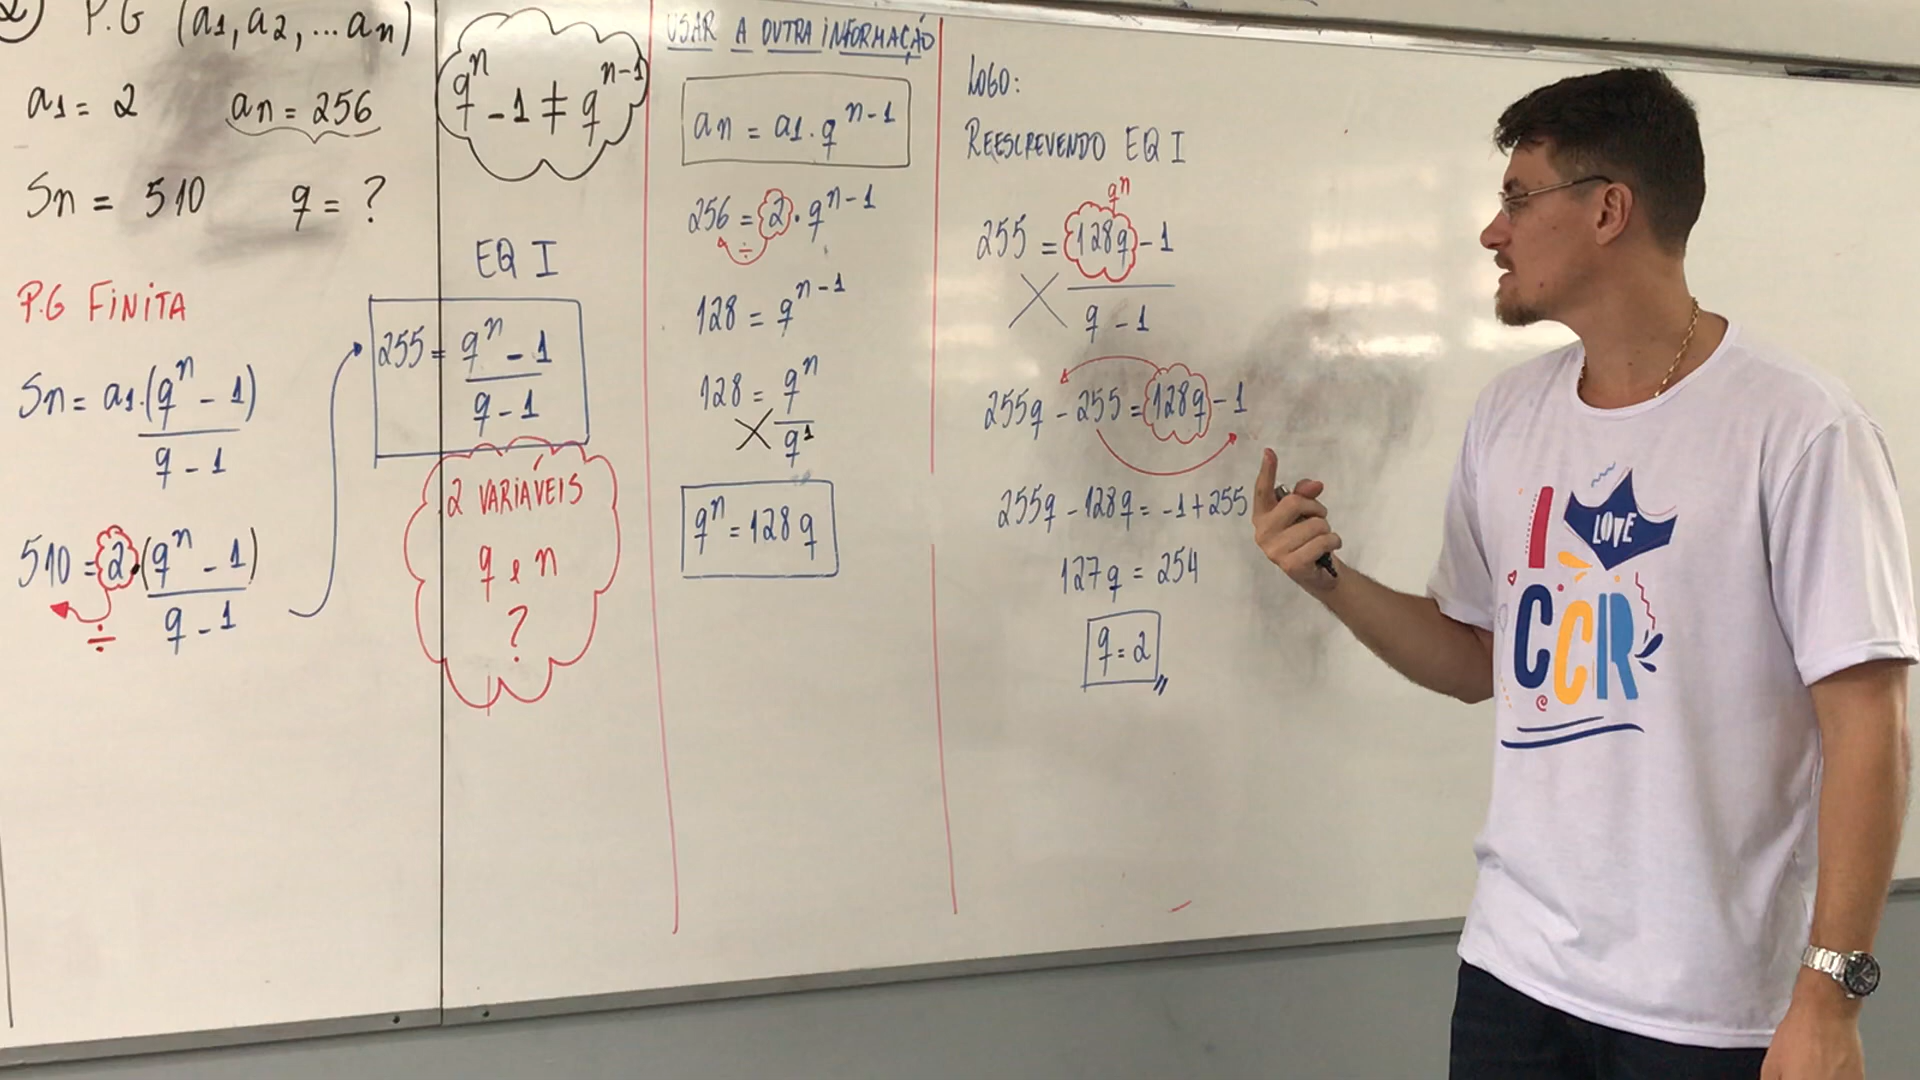 2) P.G (a1, a2, ... an)
a1 = 2 an = 256
Sn = 510 q = ?
P.G FINITA
Sn = a1.(q^n - 1)
q - 1
510 = 2.(q^n - 1)
÷ q - 1
q^n - 1 ≠ q^n-1
EQ I
255 = q^n - 1
q - 1
2 VARIÁVEIS
q e n
?
USAR A OUTRA INFORMAÇÃO
an = a1.q^n-1
256 = 2.q^n-1
÷
128 = q^n-1
128 = q^n
q^1
q^n = 128q
LOGO:
REESCREVENDO EQ I
q^n
255 = 128q - 1
q - 1
255q - 255 = 128q - 1
255q - 128q = -1 + 255
127q = 254
q = 2
I LOVE
CCIR